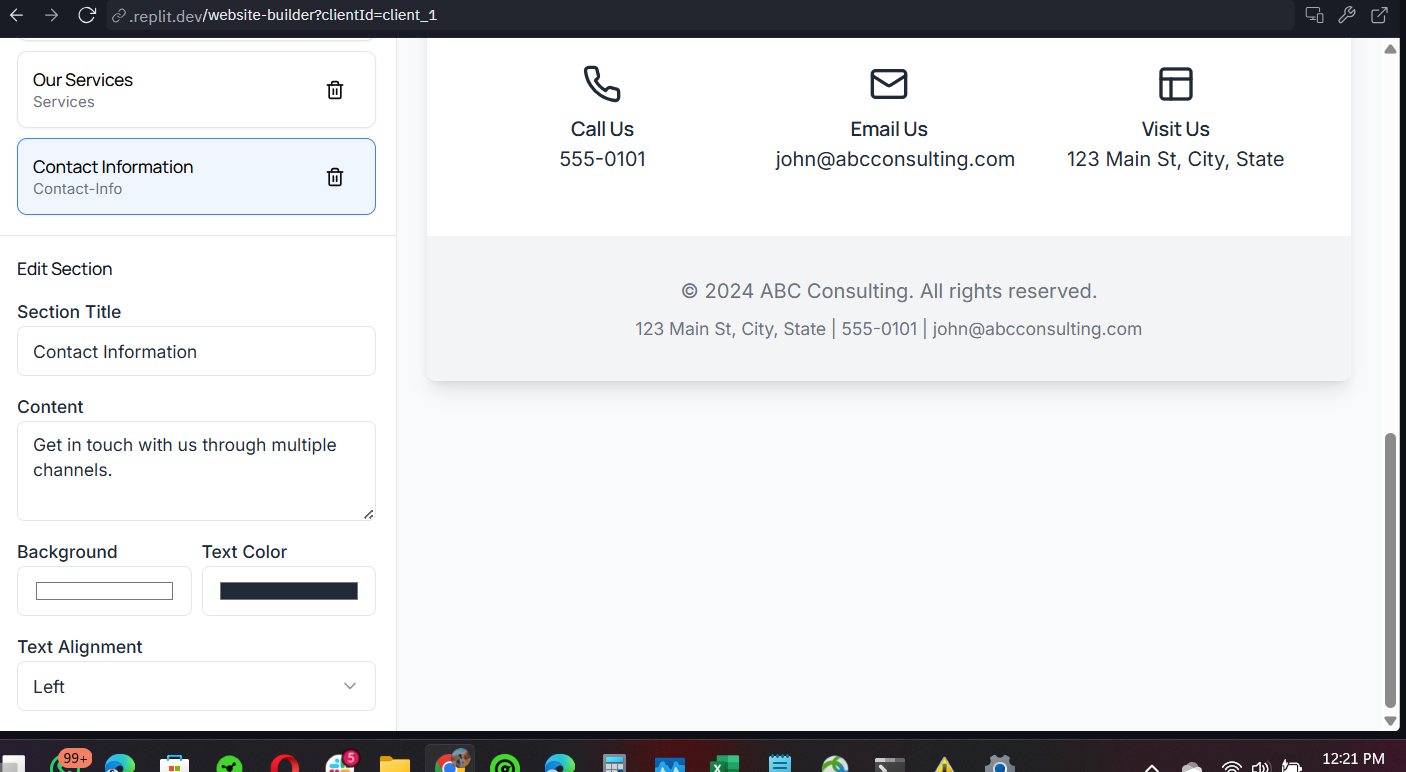 .replit.dev/website-builder?clientId=client_1
Our Services
Services
Contact Information
Contact-Info
Edit Section
Section Title
Contact Information
Content
Get in touch with us through multiple
channels.
Background
Text Color
Text Alignment
Left
Call Us
555-0101
Email Us
john@abcconsulting.com
Visit Us
123 Main St, City, State
© 2024 ABC Consulting. All rights reserved.
123 Main St, City, State | 555-0101 | john@abcconsulting.com
99+
5
12:21 PM